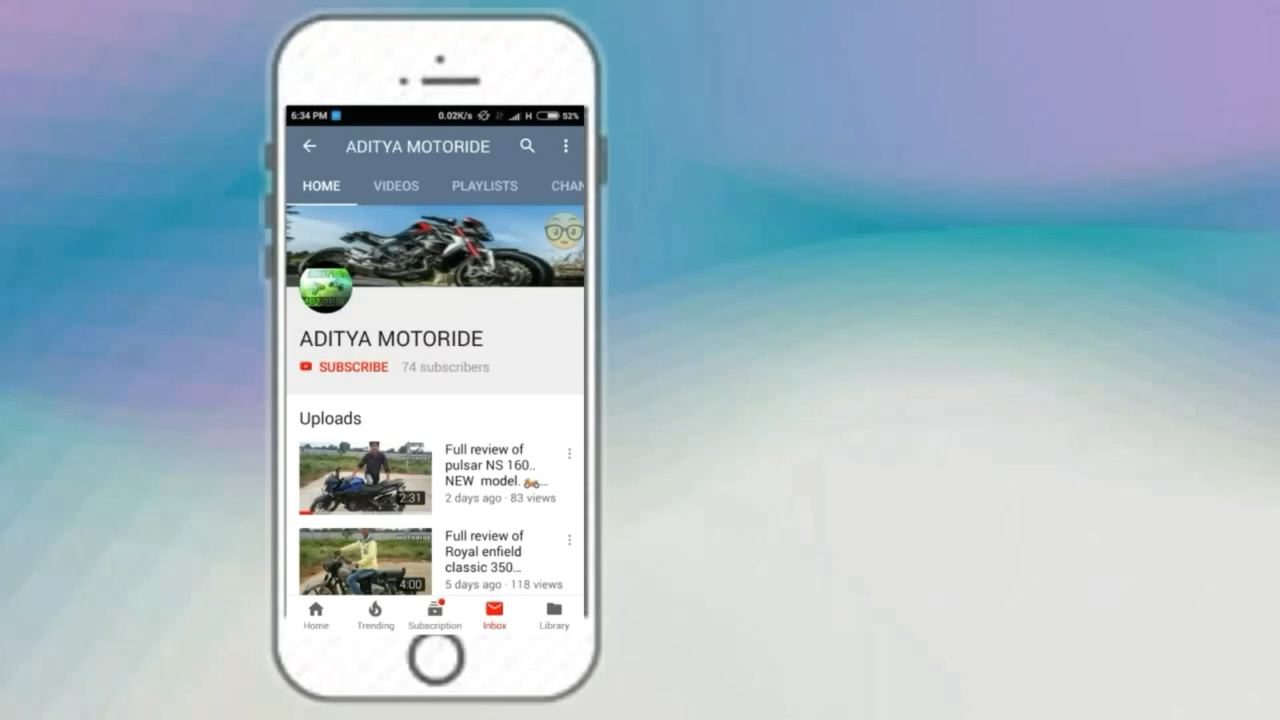 6:34 PM 0.02K/s H 52%
ADITYA MOTORIDE
HOME VIDEOS PLAYLISTS CHAN
ADITYA MOTORIDE
SUBSCRIBE 74 subscribers
Uploads
Full review of
pulsar NS 160..
NEW model. 🏍️...
2 days ago · 83 views
2:31
Full review of
Royal enfield
classic 350...
5 days ago · 118 views
MOTORIDE
4:00
Home Trending Subscription Inbox Library